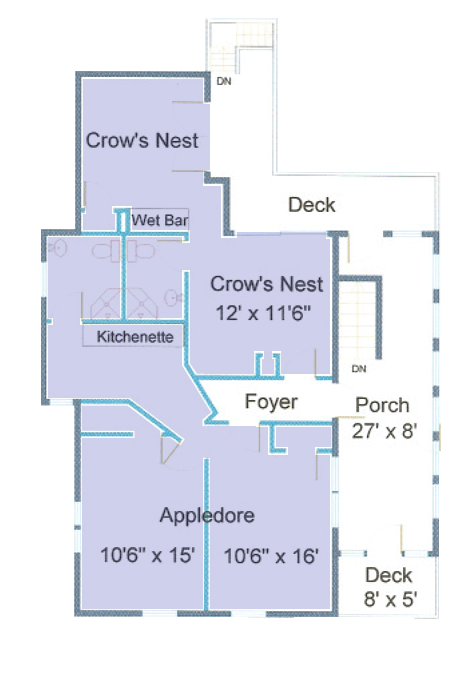 DN
Crow's Nest
Deck
Wet Bar
Crow's Nest
12' x 11'6"
Kitchenette
DN
Foyer
Porch
27' x 8'
Appledore
10'6" x 15'
10'6" x 16'
Deck
8' x 5'